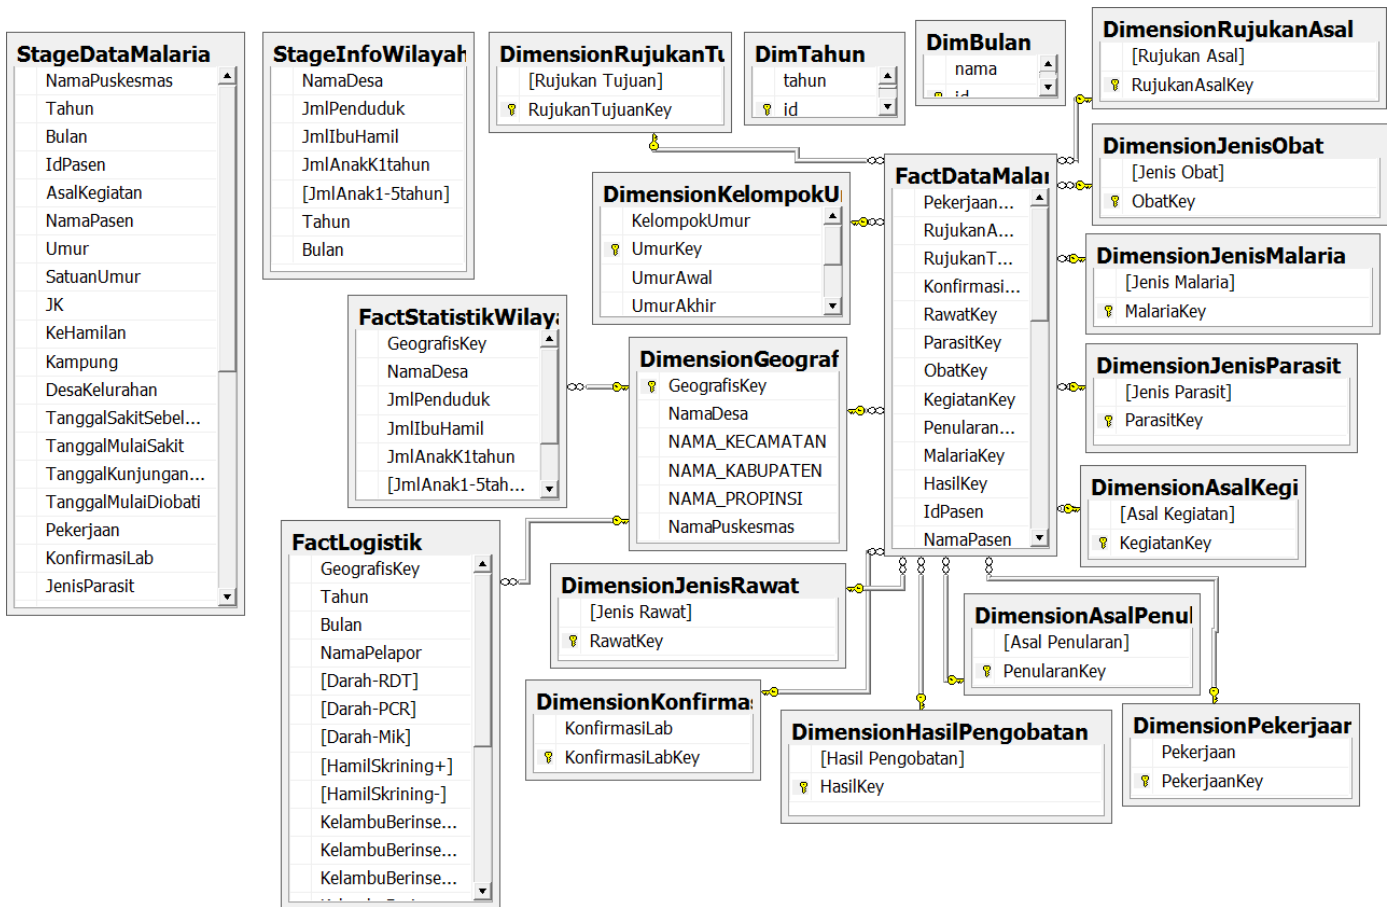 StageDataMalaria
NamaPuskesmas
Tahun
Bulan
IdPasen
AsalKegiatan
NamaPasen
Umur
SatuanUmur
JK
KeHamilan
Kampung
DesaKelurahan
TanggalSakitSebel...
TanggalMulaiSakit
TanggalKunjungan...
TanggalMulaiDiobati
Pekerjaan
KonfirmasiLab
JenisParasit
StageInfoWilayah
NamaDesa
JmlPenduduk
JmlIbuHamil
JmlAnakK1tahun
[JmlAnak1-5tahun]
Tahun
Bulan
DimensionRujukanTu
[Rujukan Tujuan]
RujukanTujuanKey
DimTahun
tahun
id
DimBulan
nama
id
DimensionRujukanAsal
[Rujukan Asal]
RujukanAsalKey
DimensionJenisObat
[Jenis Obat]
ObatKey
DimensionKelompokU
KelompokUmur
UmurKey
UmurAwal
UmurAkhir
FactDataMalar
Pekerjaan...
RujukanA...
RujukanT...
Konfirmasi...
RawatKey
ParasitKey
ObatKey
KegiatanKey
Penularan...
MalariaKey
HasilKey
IdPasen
NamaPasen
DimensionJenisMalaria
[Jenis Malaria]
MalariaKey
FactStatistikWilaya
GeografisKey
NamaDesa
JmlPenduduk
JmlIbuHamil
JmlAnakK1tahun
[JmlAnak1-5tah...
DimensionGeograf
GeografisKey
NamaDesa
NAMA_KECAMATAN
NAMA_KABUPATEN
NAMA_PROPINSI
NamaPuskesmas
DimensionJenisParasit
[Jenis Parasit]
ParasitKey
DimensionAsalKegi
[Asal Kegiatan]
KegiatanKey
FactLogistik
GeografisKey
Tahun
Bulan
NamaPelapor
[Darah-RDT]
[Darah-PCR]
[Darah-Mik]
[HamilSkrining+]
[HamilSkrining-]
KelambuBerinse...
KelambuBerinse...
KelambuBerinse...
DimensionJenisRawat
[Jenis Rawat]
RawatKey
DimensionAsalPenul
[Asal Penularan]
PenularanKey
DimensionKonfirmas
KonfirmasiLab
KonfirmasiLabKey
DimensionHasilPengobatan
[Hasil Pengobatan]
HasilKey
DimensionPekerjaan
Pekerjaan
PekerjaanKey